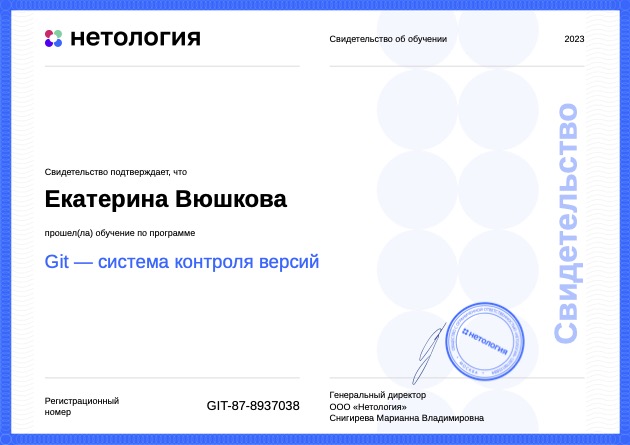 нетология
Свидетельство об обучении
2023
Свидетельство подтверждает, что
Екатерина Вюшкова
прошел(ла) обучение по программе
Git — система контроля версий
Свидетельство
нетология
МОСКВА
Регистрационный
номер
GIT-87-8937038
Генеральный директор
ООО «Нетология»
Снигирева Марианна Владимировна